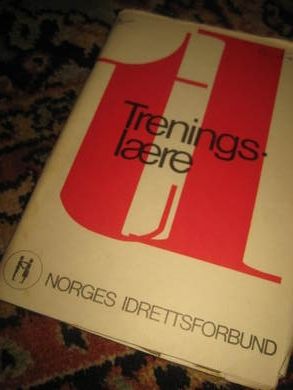 Trenings-
lære
NORGES IDRETTSFORBUND